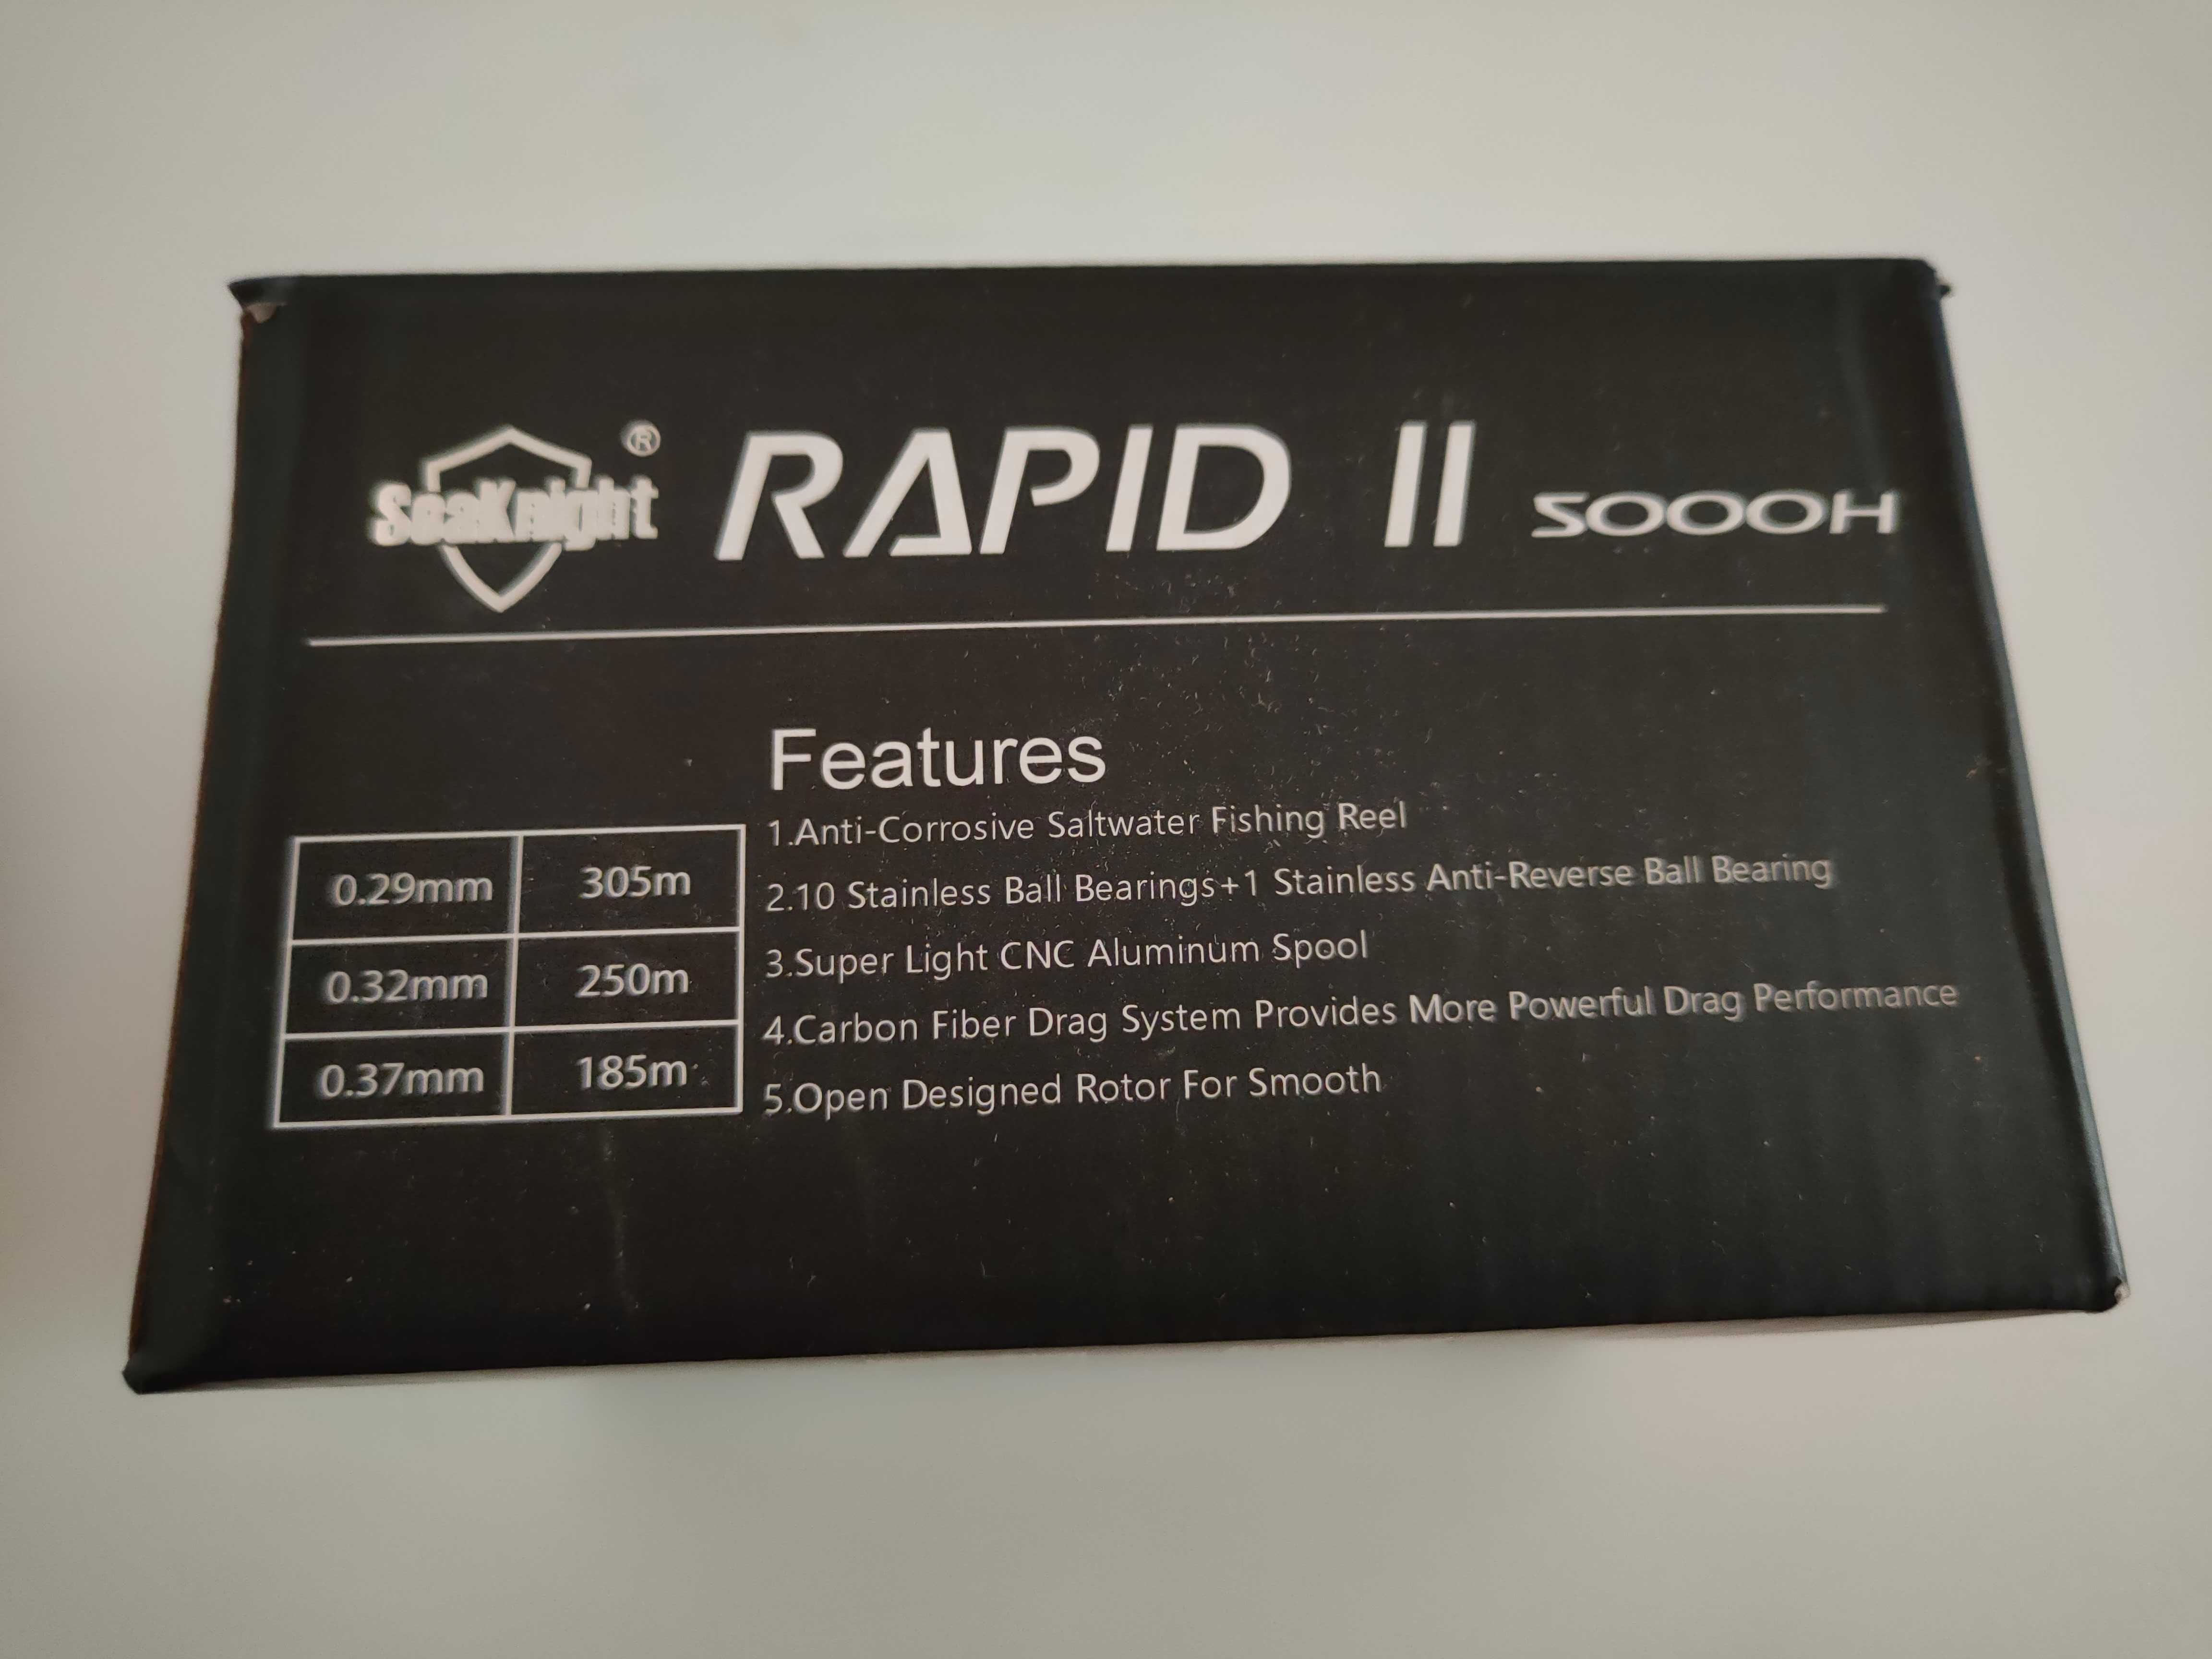 SeaKnight® RAPID II 5000H
Features
1.Anti-Corrosive Saltwater Fishing Reel
2.10 Stainless Ball Bearings+1 Stainless Anti-Reverse Ball Bearing
3.Super Light CNC Aluminum Spool
4.Carbon Fiber Drag System Provides More Powerful Drag Performance
5.Open Designed Rotor For Smooth
0.29mm 305m
0.32mm 250m
0.37mm 185m